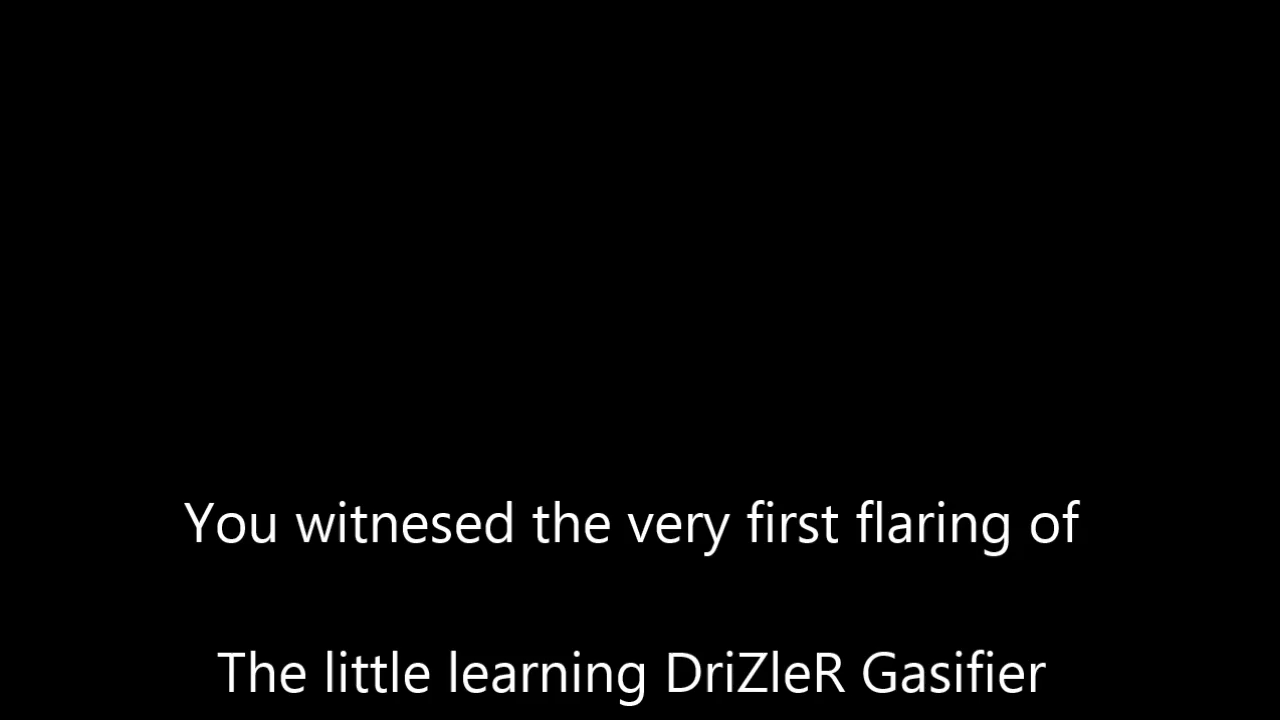 You witnesed the very first flaring of
The little learning DriZleR Gasifier